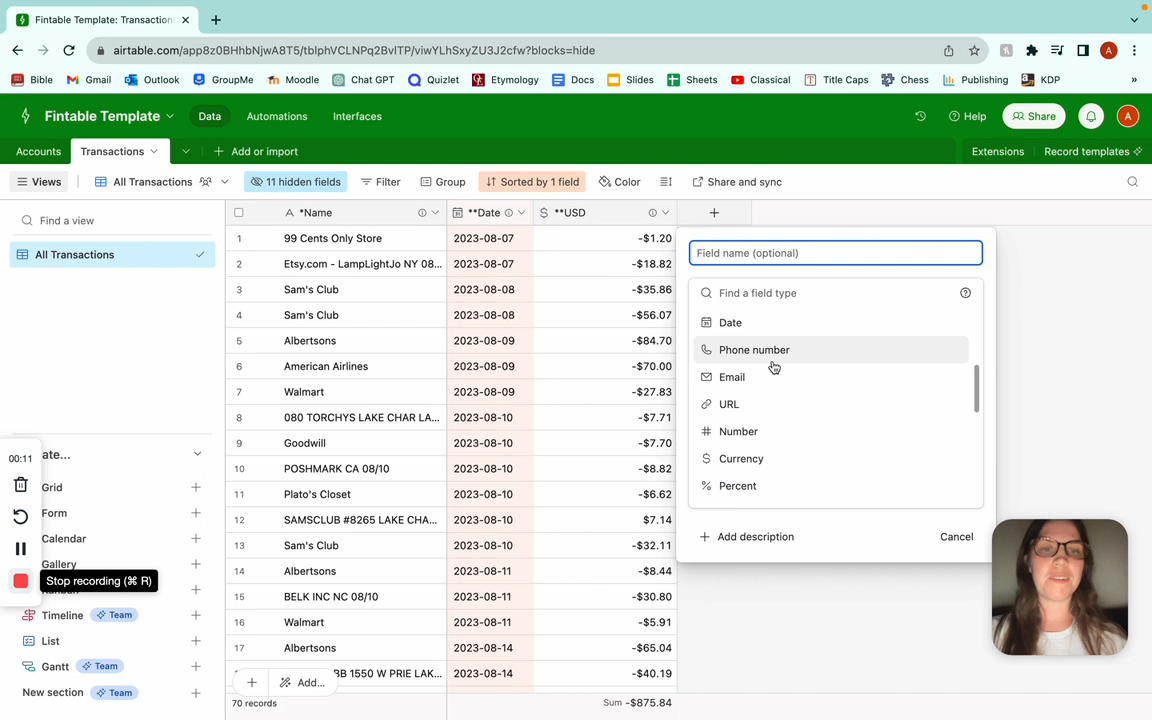 Fintable Template: Transaction
airtable.com/app8z0BHhbNjwA8T5/tblphVCLNPq2BvITP/viwYLhSxyZU3J2cfw?blocks=hide
A
Bible Gmail Outlook GroupMe Moodle Chat GPT Quizlet Etymology Docs Slides Sheets Classical Title Caps Chess Publishing KDP »
Fintable Template Data Automations Interfaces Help Share A
Accounts Transactions Add or import Extensions Record templates
Views All Transactions 11 hidden fields Filter Group Sorted by 1 field Color Share and sync
Find a view
All Transactions
*Name **Date **USD
1 99 Cents Only Store 2023-08-07 -$1.20
2 Etsy.com - LampLightJo NY 08... 2023-08-07 -$18.82
3 Sam's Club 2023-08-08 -$35.86
4 Sam's Club 2023-08-08 -$56.07
5 Albertsons 2023-08-09 -$84.70
6 American Airlines 2023-08-09 -$70.00
7 Walmart 2023-08-09 -$27.83
8 080 TORCHYS LAKE CHAR LA... 2023-08-10 -$7.71
9 Goodwill 2023-08-10 -$7.70
10 POSHMARK CA 08/10 2023-08-10 -$8.82
11 Plato's Closet 2023-08-10 -$6.62
12 SAMSCLUB #8265 LAKE CHA... 2023-08-10 $7.14
13 Sam's Club 2023-08-10 -$32.11
14 Albertsons 2023-08-11 -$8.44
15 BELK INC NC 08/10 2023-08-11 -$30.80
16 Walmart 2023-08-11 -$5.91
17 Albertsons 2023-08-14 -$65.04
BB 1550 W PRIE LAK... 2023-08-14 -$40.19
Add...
70 records Sum -$875.84
Field name (optional)
Find a field type
Date
Phone number
Email
URL
Number
Currency
Percent
Add description Cancel
00:11
Stop recording (⌘ R)
ate...
Grid
Form
Calendar
Gallery
Timeline Team
List
Gantt Team
New section Team